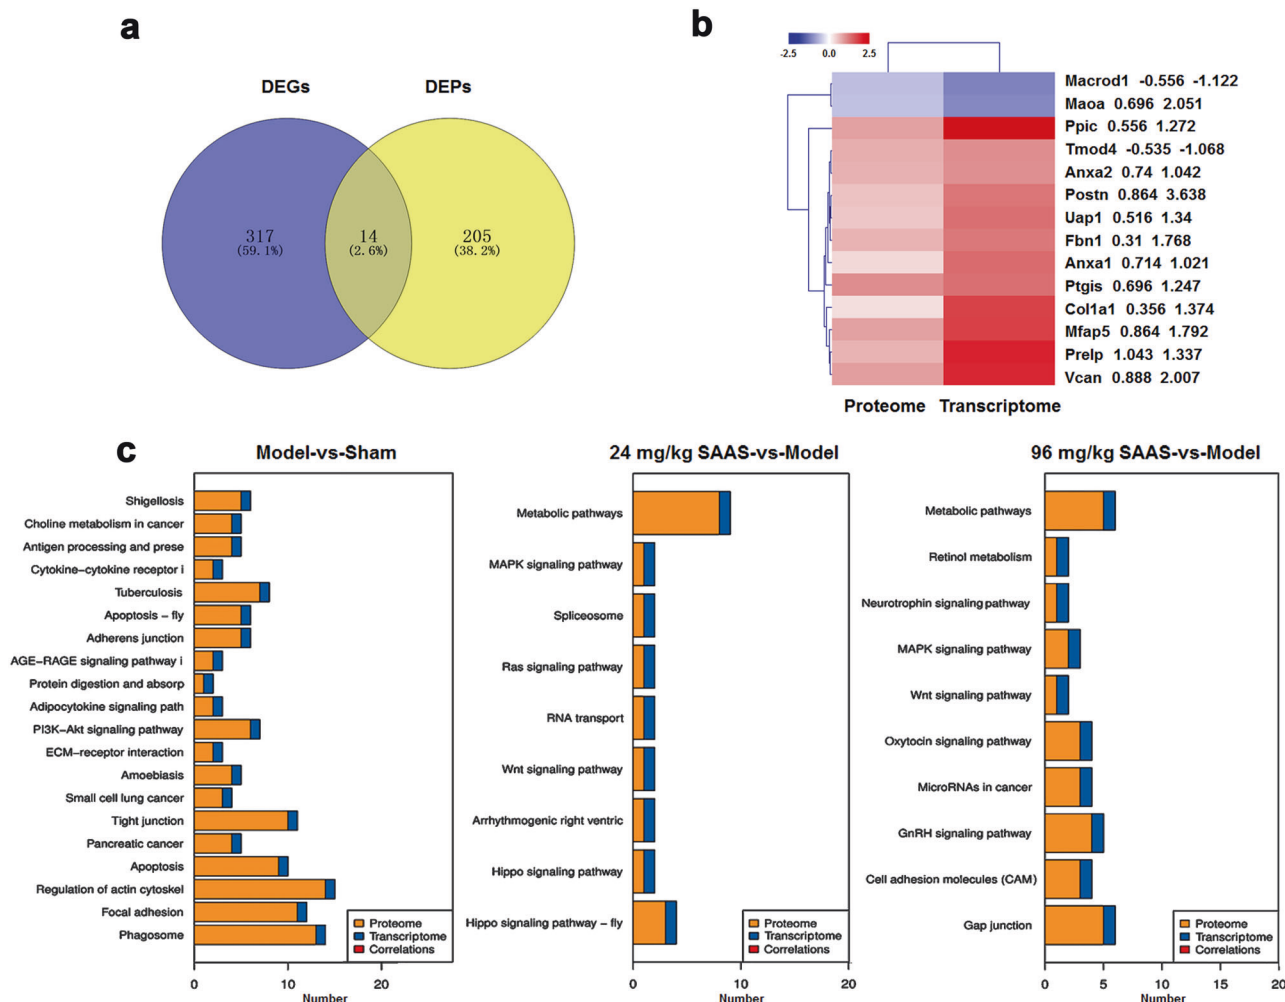 a
DEGs DEPs
317 14 205
(59.1%) (2.6%) (38.2%)
b
-2.5 0.0 2.5
Macrod1 -0.556 -1.122
Maoa 0.696 2.051
Ppic 0.556 1.272
Tmod4 -0.535 -1.068
Anxa2 0.74 1.042
Postn 0.864 3.638
Uap1 0.516 1.34
Fbn1 0.31 1.768
Anxa1 0.714 1.021
Ptgis 0.696 1.247
Col1a1 0.356 1.374
Mfap5 0.864 1.792
Prelp 1.043 1.337
Vcan 0.888 2.007
Proteome Transcriptome
c
Model-vs-Sham
Shigellosis
Choline metabolism in cancer
Antigen processing and prese
Cytokine-cytokine receptor i
Tuberculosis
Apoptosis – fly
Adherens junction
AGE–RAGE signaling pathway i
Protein digestion and absorp
Adipocytokine signaling path
PI3K–Akt signaling pathway
ECM–receptor interaction
Amoebiasis
Small cell lung cancer
Tight junction
Pancreatic cancer
Apoptosis
Regulation of actin cytoskel
Focal adhesion
Phagosome
Proteome
Transcriptome
Correlations
0 10 20
Number
24 mg/kg SAAS-vs-Model
Metabolic pathways
MAPK signaling pathway
Spliceosome
Ras signaling pathway
RNA transport
Wnt signaling pathway
Arrhythmogenic right ventric
Hippo signaling pathway
Hippo signaling pathway – fly
Proteome
Transcriptome
Correlations
0 10 20
Number
96 mg/kg SAAS-vs-Model
Metabolic pathways
Retinol metabolism
Neurotrophin signaling pathway
MAPK signaling pathway
Wnt signaling pathway
Oxytocin signaling pathway
MicroRNAs in cancer
GnRH signaling pathway
Cell adhesion molecules (CAM)
Gap junction
Proteome
Transcriptome
Correlations
0 5 10 15 20
Number